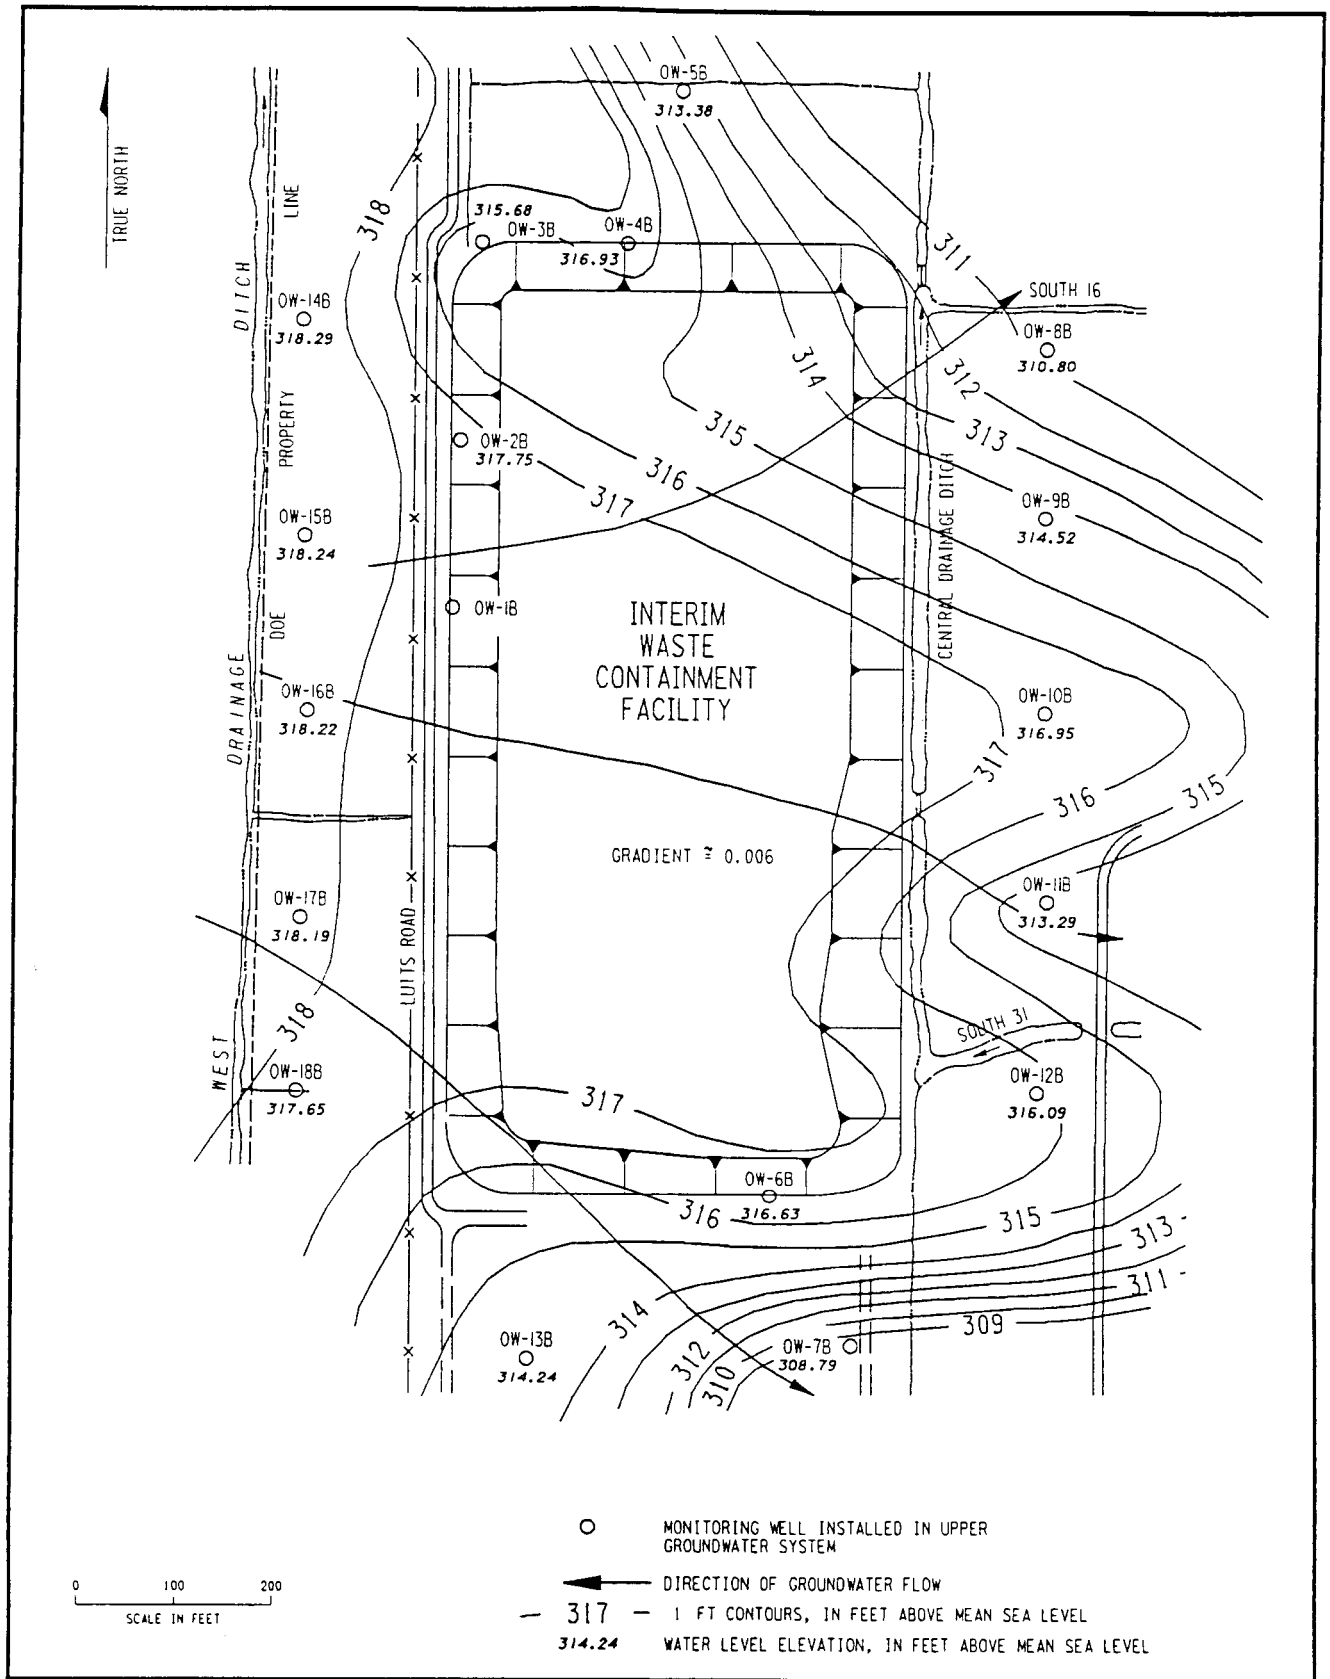 TRUE NORTH
OW-5B
313.38
LINE
318
315.68
OW-3B
OW-4B
316.93
311
SOUTH 16
OW-14B
318.29
DITCH
OW-8B
310.80
314
312
PROPERTY
315
313
OW-2B
317.75
316
317
OW-9B
314.52
OW-15B
318.24
CENTRAL DRAINAGE DITCH
DOE
OW-1B
INTERIM
WASTE
CONTAINMENT
FACILITY
DRAINAGE
OW-16B
318.22
OW-10B
316.95
317
316
315
GRADIENT ≅ 0.006
OW-17B
318.19
LUTTS ROAD
OW-11B
313.29
318
SOUTH 31
WEST
OW-18B
317.65
317
OW-12B
316.09
OW-6B
316.63
316
315
313
314
311
309
OW-13B
314.24
312
310
OW-7B
308.79
MONITORING WELL INSTALLED IN UPPER
GROUNDWATER SYSTEM
DIRECTION OF GROUNDWATER FLOW
0 100 200
SCALE IN FEET
— 317 — 1 FT CONTOURS, IN FEET ABOVE MEAN SEA LEVEL
314.24 WATER LEVEL ELEVATION, IN FEET ABOVE MEAN SEA LEVEL